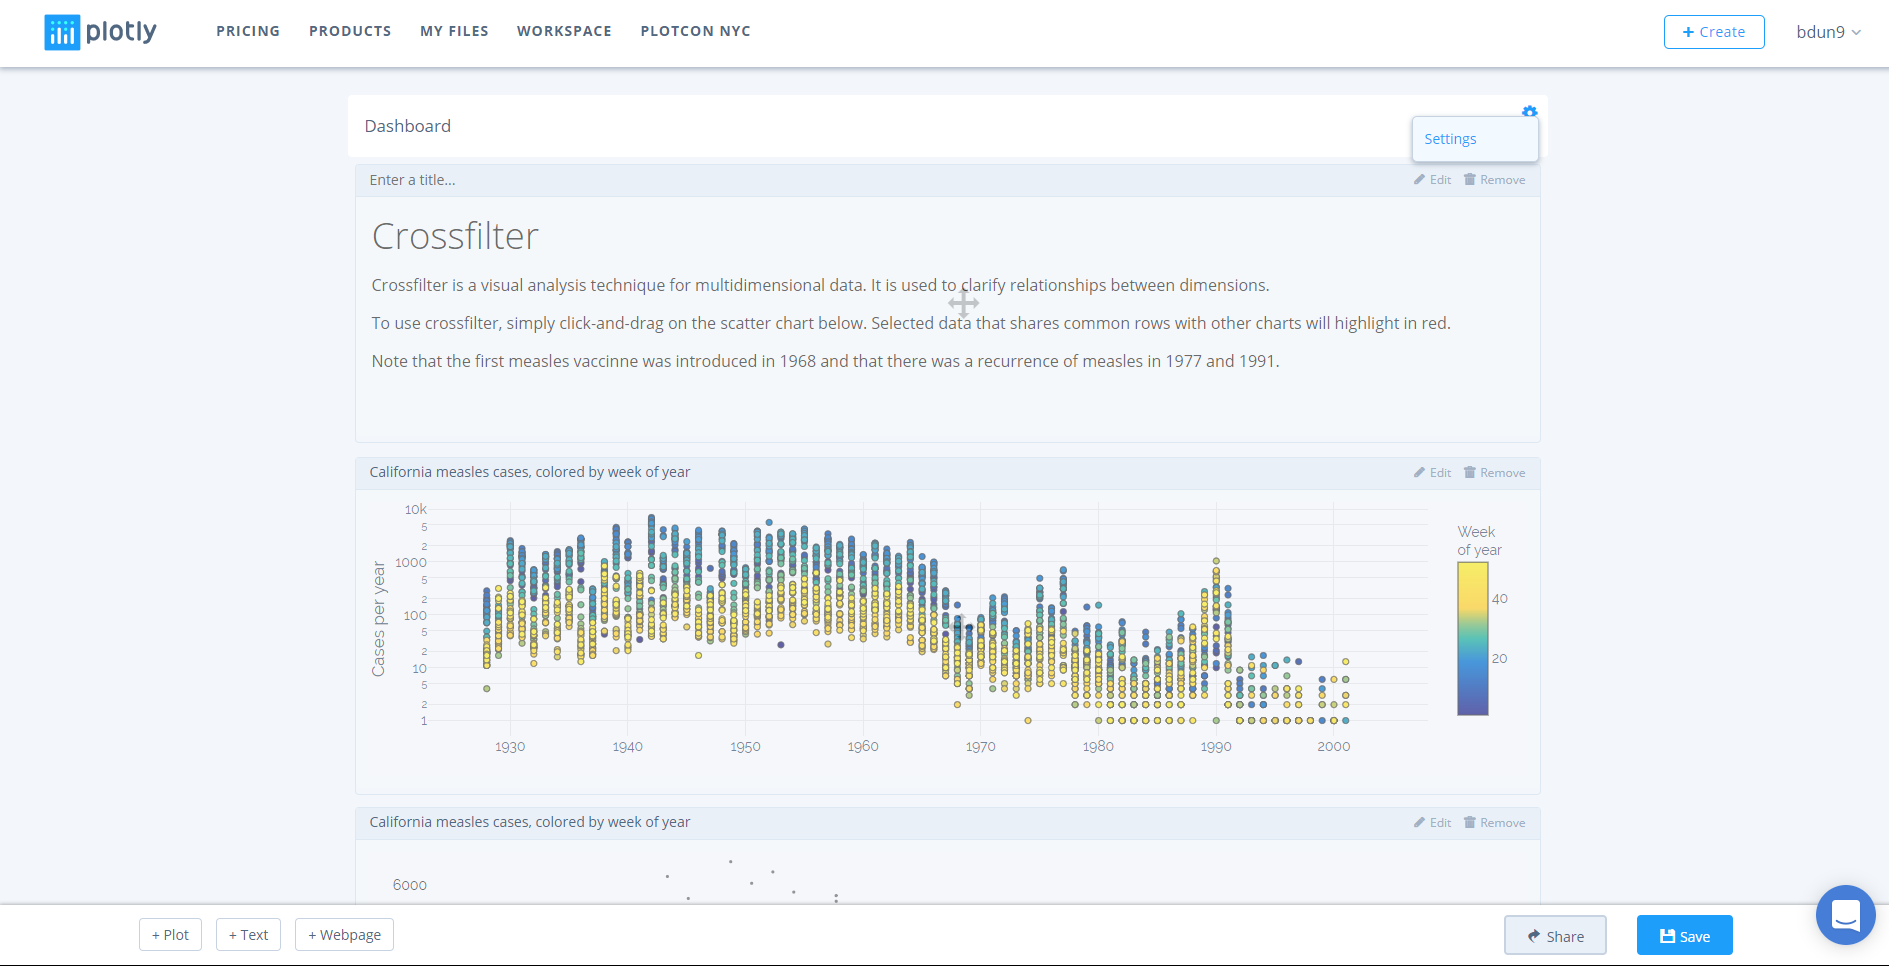 plotly PRICING PRODUCTS MY FILES WORKSPACE PLOTCON NYC + Create bdun9
Dashboard
Settings
Enter a title... Edit Remove
Crossfilter
Crossfilter is a visual analysis technique for multidimensional data. It is used to clarify relationships between dimensions.
To use crossfilter, simply click-and-drag on the scatter chart below. Selected data that shares common rows with other charts will highlight in red.
Note that the first measles vaccinne was introduced in 1968 and that there was a recurrence of measles in 1977 and 1991.
California measles cases, colored by week of year Edit Remove
Cases per year
10k
5
2
1000
5
2
100
5
2
10
5
2
1
1930 1940 1950 1960 1970 1980 1990 2000
Week
of year
40
20
California measles cases, colored by week of year Edit Remove
6000
+ Plot + Text + Webpage Share Save